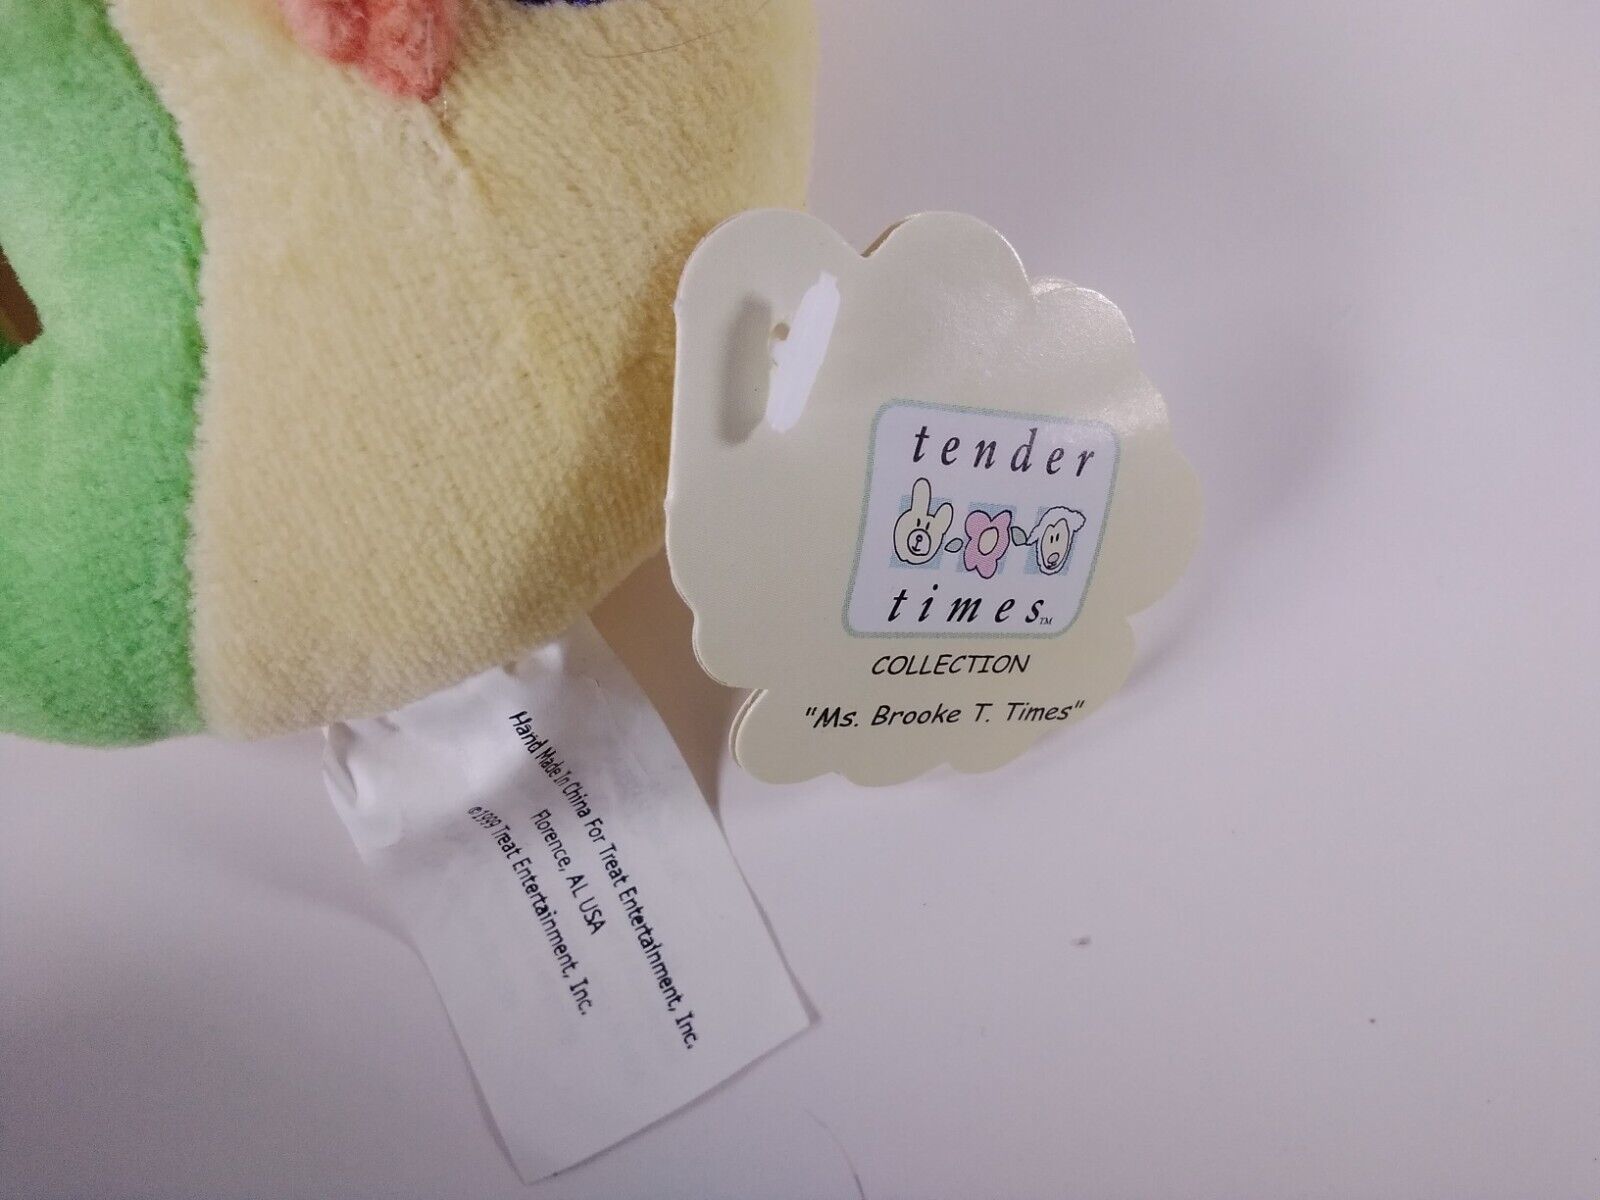 tender
times™
COLLECTION
"Ms. Brooke T. Times"
Hand Made In China For Treat Entertainment, Inc.
Florence, AL USA
©1999 Treat Entertainment, Inc.